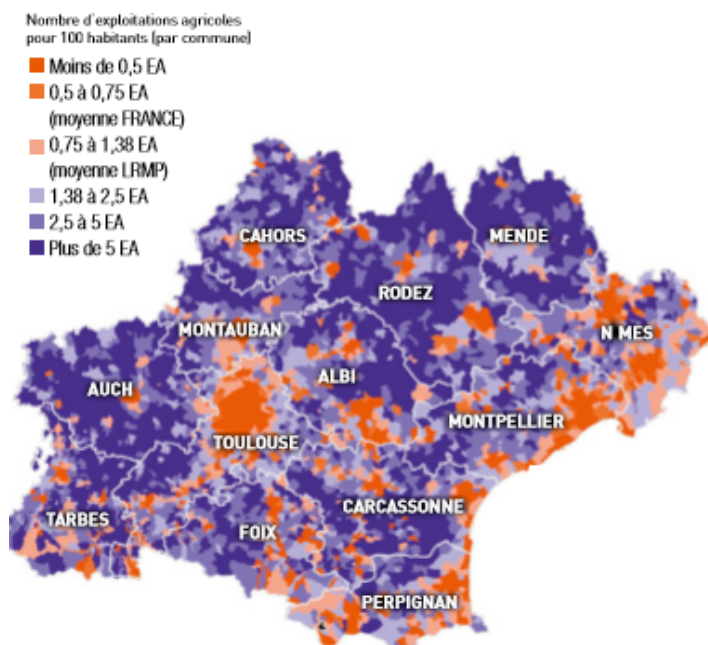 Nombre d'exploitations agricoles
pour 100 habitants (par commune)
Moins de 0,5 EA
0,5 à 0,75 EA
(moyenne FRANCE)
0,75 à 1,38 EA
(moyenne LRMP)
1,38 à 2,5 EA
2,5 à 5 EA
Plus de 5 EA
CAHORS
MENDE
RODEZ
MONTAUBAN
N MES
ALBI
AUCH
MONTPELLIER
TOULOUSE
CARCASSONNE
TARBES
FOIX
PERPIGNAN